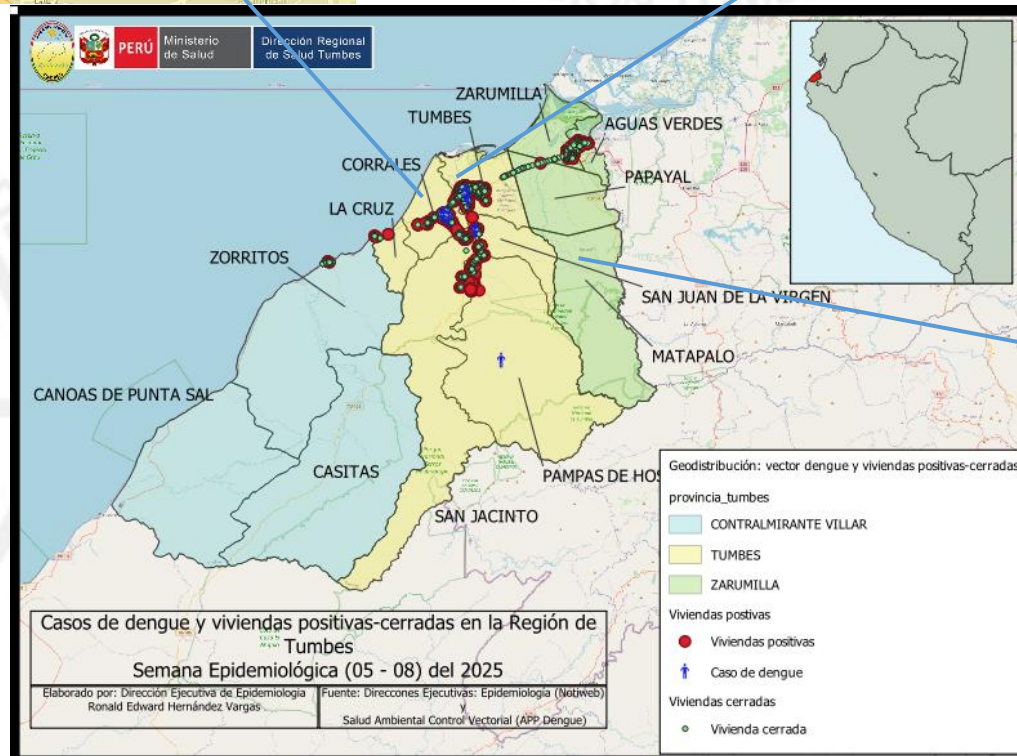 PERÚ
Ministerio
de Salud
Dirección Regional
de Salud Tumbes
ZARUMILLA
TUMBES
AGUAS VERDES
CORRALES
PAPAYAL
LA CRUZ
ZORRITOS
SAN JUAN DE LA VIRGEN
MATAPALO
CANOAS DE PUNTA SAL
CASITAS
PAMPAS DE HOS
SAN JACINTO
Geodistribución: vector dengue y viviendas positivas-cerradas
provincia_tumbes
CONTRALMIRANTE VILLAR
TUMBES
ZARUMILLA
Viviendas postivas
Viviendas positivas
Caso de dengue
Viviendas cerradas
Vivienda cerrada
Casos de dengue y viviendas positivas-cerradas en la Región de
Tumbes
Semana Epidemiológica (05 - 08) del 2025
Elaborado por: Dirección Ejecutiva de Epidemiologia
Ronald Edward Hernández Vargas
Fuente: Direccones Ejecutivas: Epidemiologia (Notiweb)
y
Salud Ambiental Control Vectorial (APP Dengue)